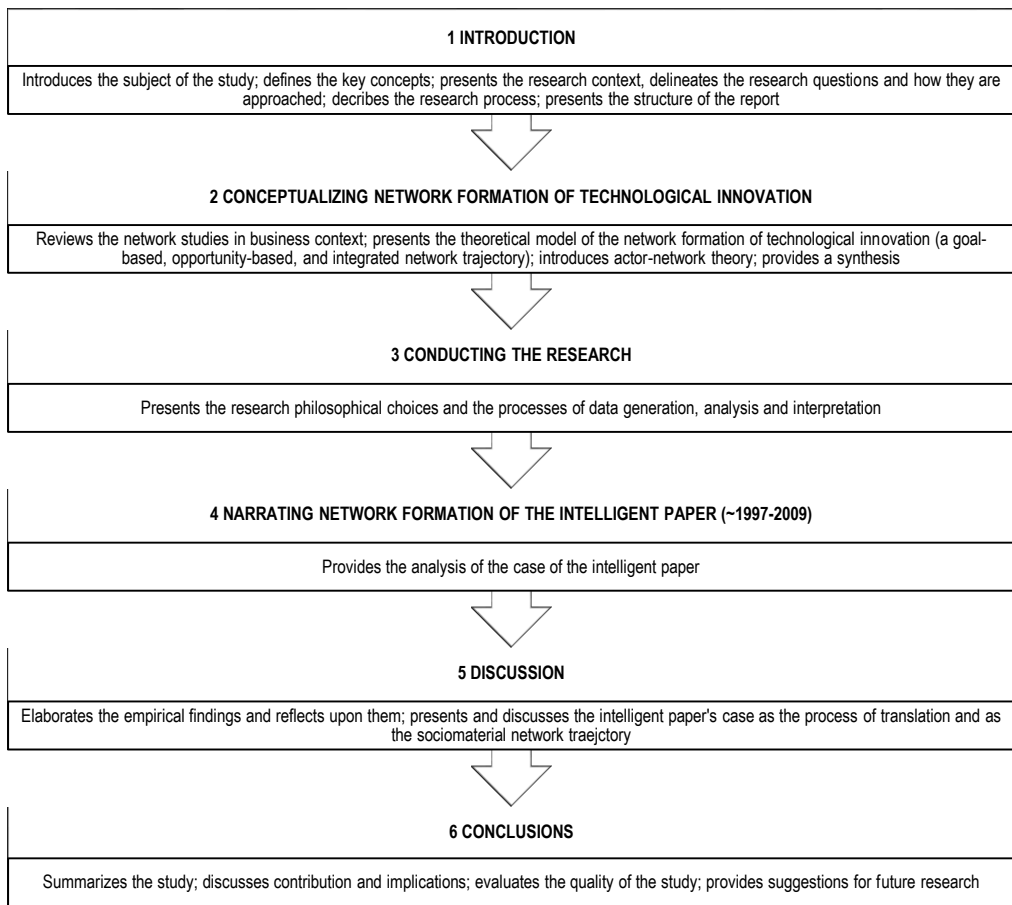 1 INTRODUCTION
Introduces the subject of the study; defines the key concepts; presents the research context, delineates the research questions and how they are
approached; decribes the research process; presents the structure of the report
2 CONCEPTUALIZING NETWORK FORMATION OF TECHNOLOGICAL INNOVATION
Reviews the network studies in business context; presents the theoretical model of the network formation of technological innovation (a goal-
based, opportunity-based, and integrated network trajectory); introduces actor-network theory; provides a synthesis
3 CONDUCTING THE RESEARCH
Presents the research philosophical choices and the processes of data generation, analysis and interpretation
4 NARRATING NETWORK FORMATION OF THE INTELLIGENT PAPER (~1997-2009)
Provides the analysis of the case of the intelligent paper
5 DISCUSSION
Elaborates the empirical findings and reflects upon them; presents and discusses the intelligent paper's case as the process of translation and as
the sociomaterial network traejctory
6 CONCLUSIONS
Summarizes the study; discusses contribution and implications; evaluates the quality of the study; provides suggestions for future research